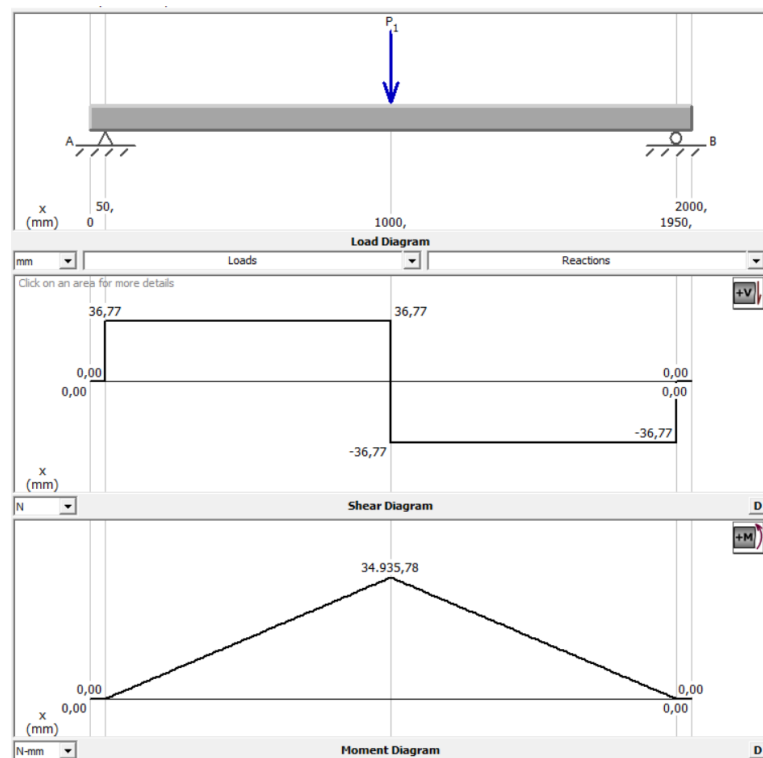 P1
A B
x 50, 2000,
(mm) 0 1000, 1950,
Load Diagram
mm Loads Reactions
Click on an area for more details
+V
36,77 36,77
0,00 0,00
0,00 0,00
-36,77
-36,77
x
(mm)
N Shear Diagram D
+M
34.935,78
0,00 0,00
0,00 0,00
x
(mm)
N-mm Moment Diagram D